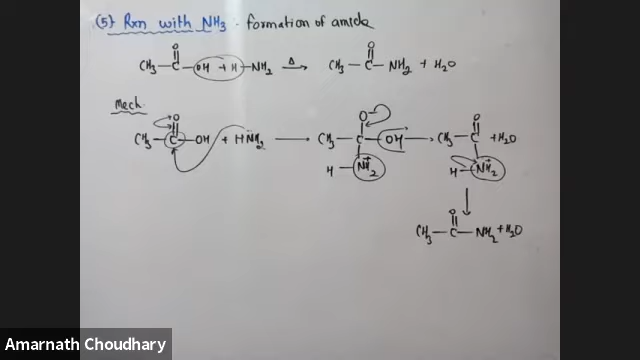 (5) Rxn with NH3 - formation of amide
O O
CH3 - C - OH + H - NH2 —Δ→ CH3 - C - NH2 + H2O
Mech.
O O O
CH3 - C - OH + HNH2 → CH3 - C - OH → CH3 - C + H2O
H - NH2 + H - NH2 +
O
CH3 - C - NH2 + H2O
Amarnath Choudhary